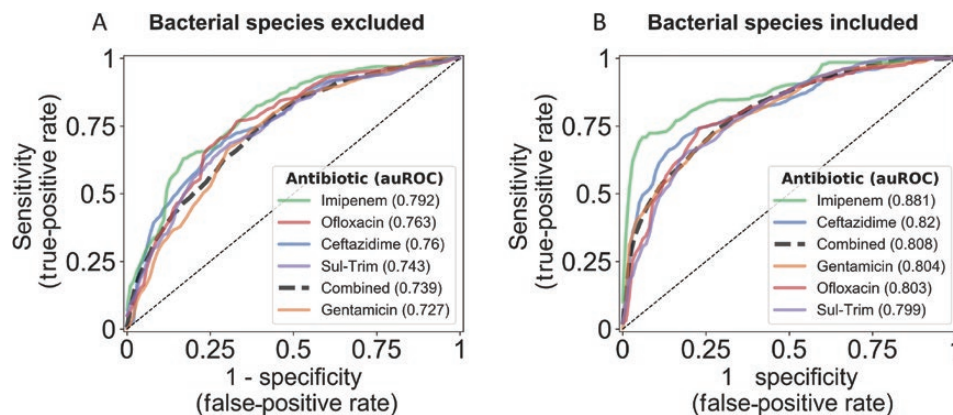 A
Bacterial species excluded
Sensitivity
(true-positive rate)
1
0.75
0.5
0.25
0
Antibiotic (auROC)
Imipenem (0.792)
Ofloxacin (0.763)
Ceftazidime (0.76)
Sul-Trim (0.743)
Combined (0.739)
Gentamicin (0.727)
0 0.25 0.5 0.75 1
1 - specificity
(false-positive rate)
B
Bacterial species included
Sensitivity
(true-positive rate)
1
0.75
0.5
0.25
0
Antibiotic (auROC)
Imipenem (0.881)
Ceftazidime (0.82)
Combined (0.808)
Gentamicin (0.804)
Ofloxacin (0.803)
Sul-Trim (0.799)
0 0.25 0.5 0.75 1
1 specificity
(false-positive rate)